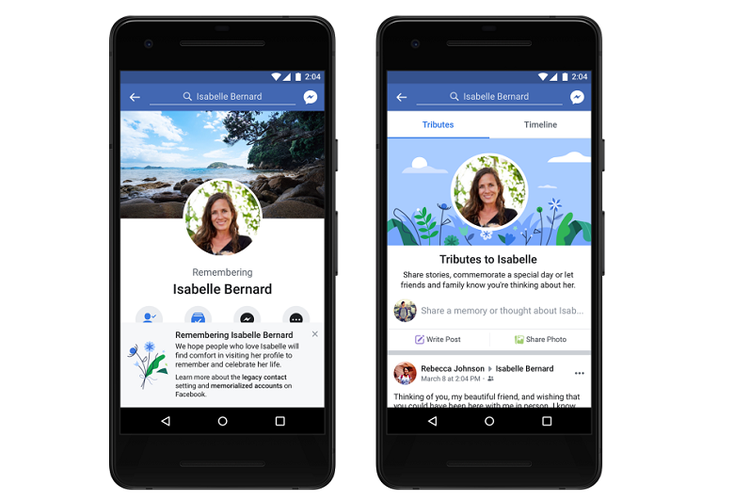 2:04
Isabelle Bernard
Remembering
Isabelle Bernard
Remembering Isabelle Bernard
We hope people who love Isabelle will
find comfort in visiting her profile to
remember and celebrate her life.
Learn more about the legacy contact
setting and memorialized accounts on
Facebook.
2:04
Isabelle Bernard
Tributes
Timeline
Tributes to Isabelle
Share stories, commemorate a special day or let
friends and family know you're thinking about her.
Share a memory or thought about Isab...
Write Post
Share Photo
Rebecca Johnson ▸ Isabelle Bernard
March 8 at 2:04 PM ·
Thinking of you, my beautiful friend, and wishing that
you could have been here with me in person. I know